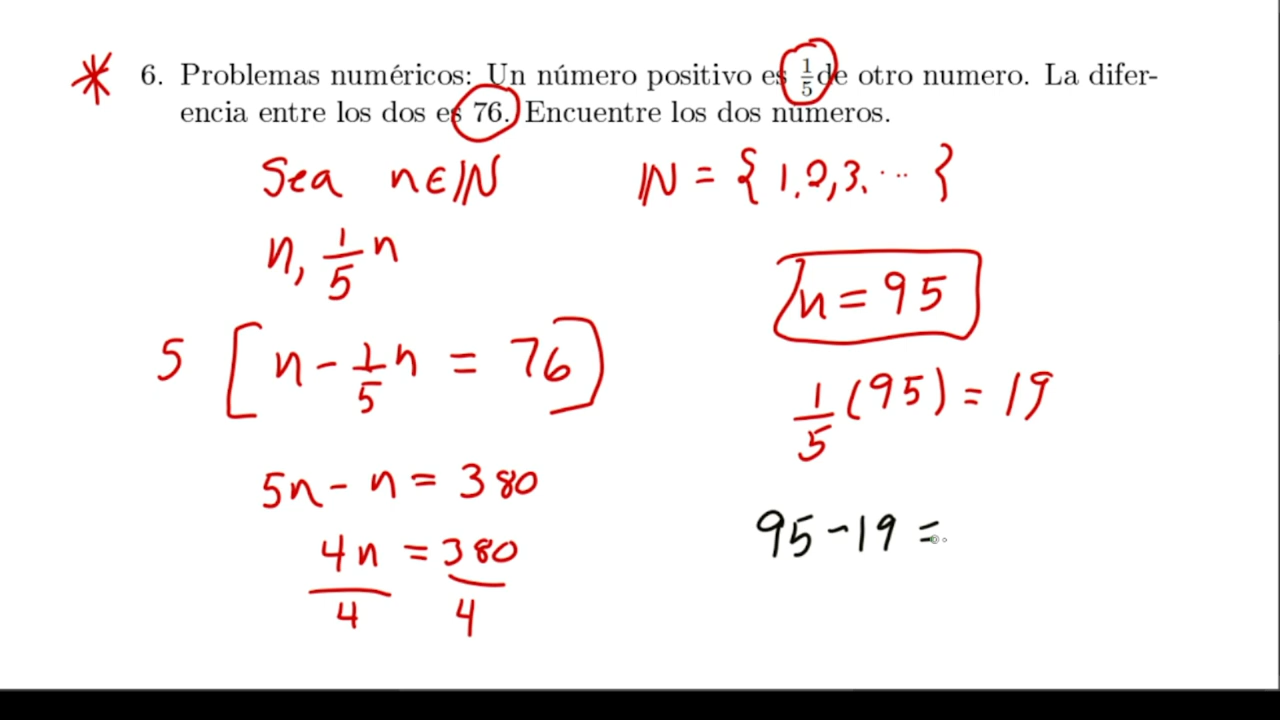 6. Problemas numéricos: Un número positivo es 1/5 de otro numero. La difer-
encia entre los dos es 76. Encuentre los dos números.
Sea n∈ℕ
ℕ = { 1,2,3,... }
n, 1/5 n
n = 95
5 [ n - 1/5 n = 76 ]
1/5 (95) = 19
5n - n = 380
95 - 19 =
4n = 380
4 4